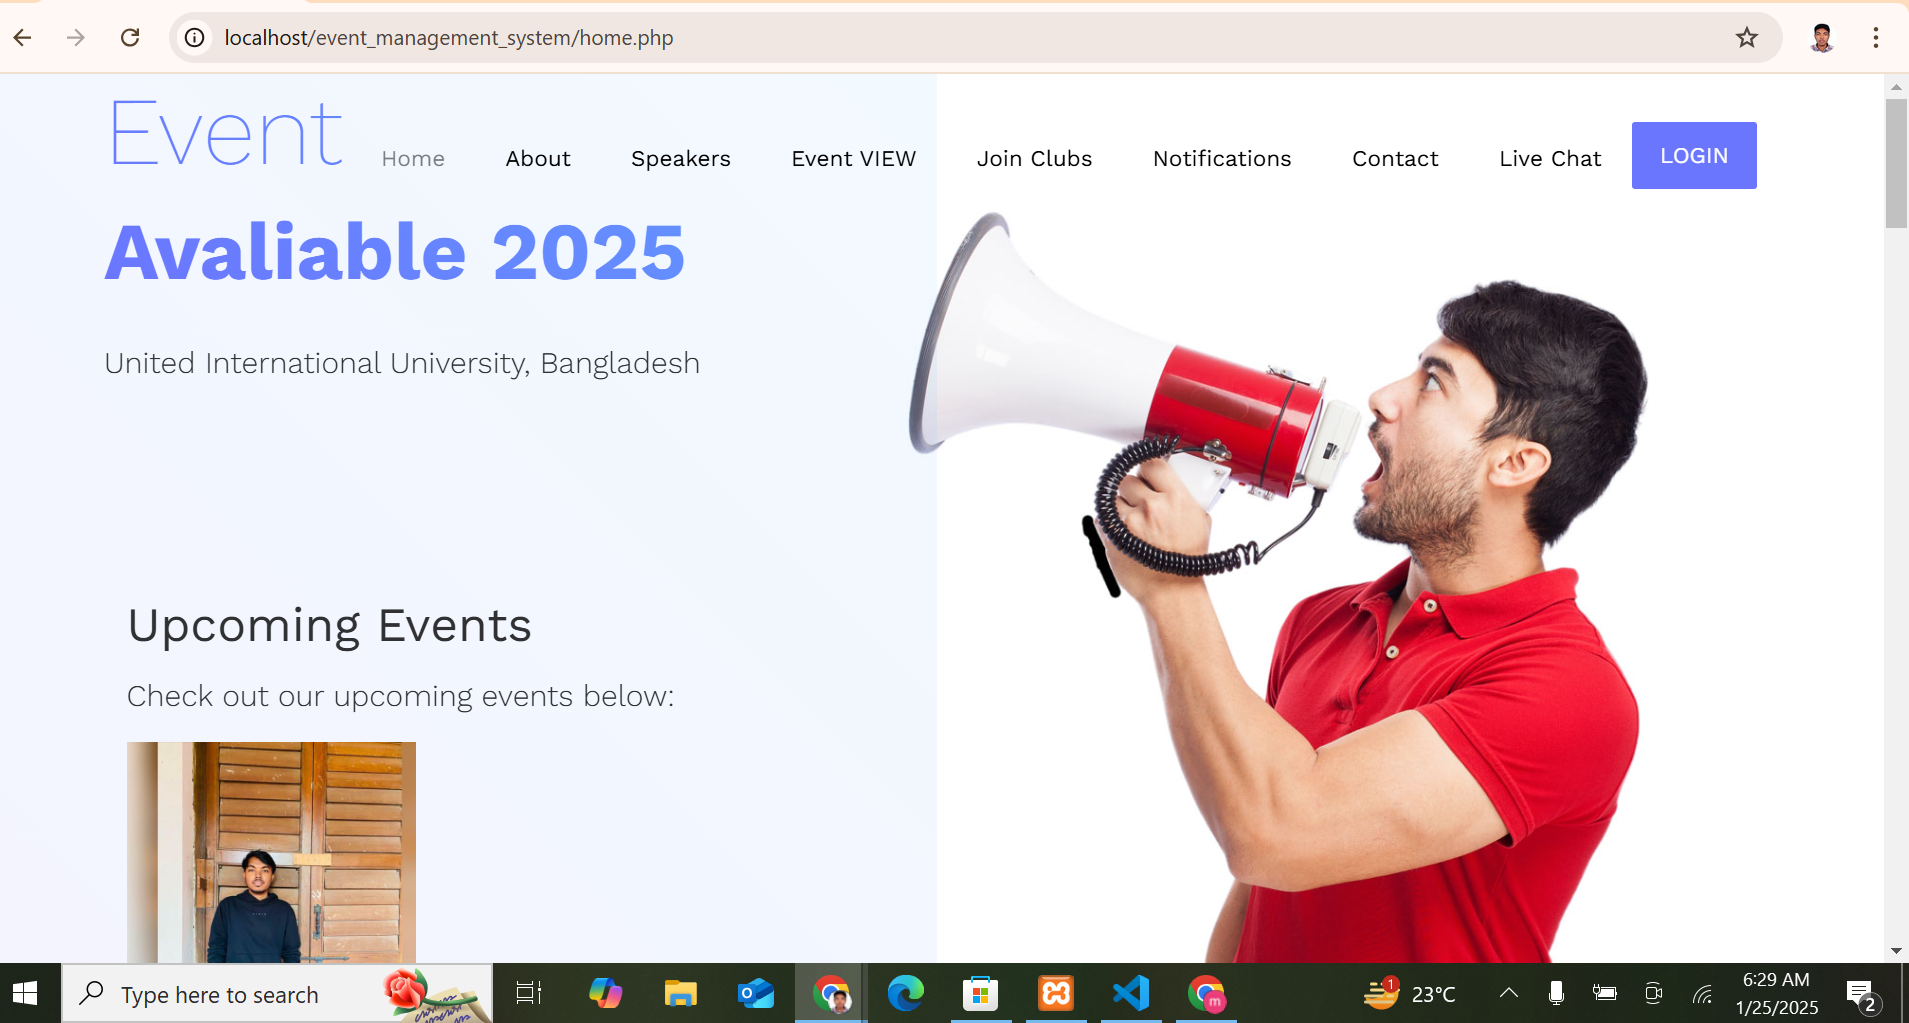 localhost/event_management_system/home.php
Event
Home About Speakers Event VIEW Join Clubs Notifications Contact Live Chat LOGIN
Avaliable 2025
United International University, Bangladesh
Upcoming Events
Check out our upcoming events below:
Type here to search
m
1
23°C
6:29 AM
1/25/2025
2